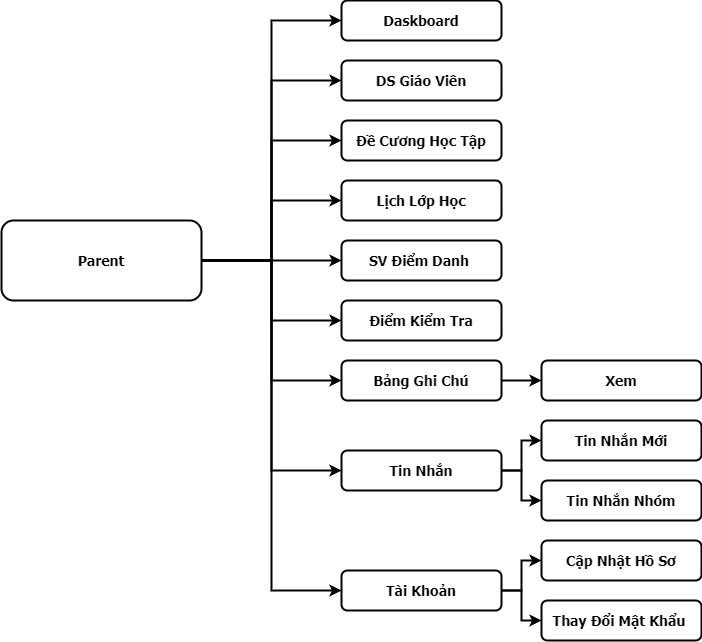 Daskboard
DS Giáo Viên
Đề Cương Học Tập
Lịch Lớp Học
Parent
SV Điểm Danh
Điểm Kiểm Tra
Bảng Ghi Chú
Xem
Tin Nhắn Mới
Tin Nhắn
Tin Nhắn Nhóm
Cập Nhật Hồ Sơ
Tài Khoản
Thay Đổi Mật Khẩu